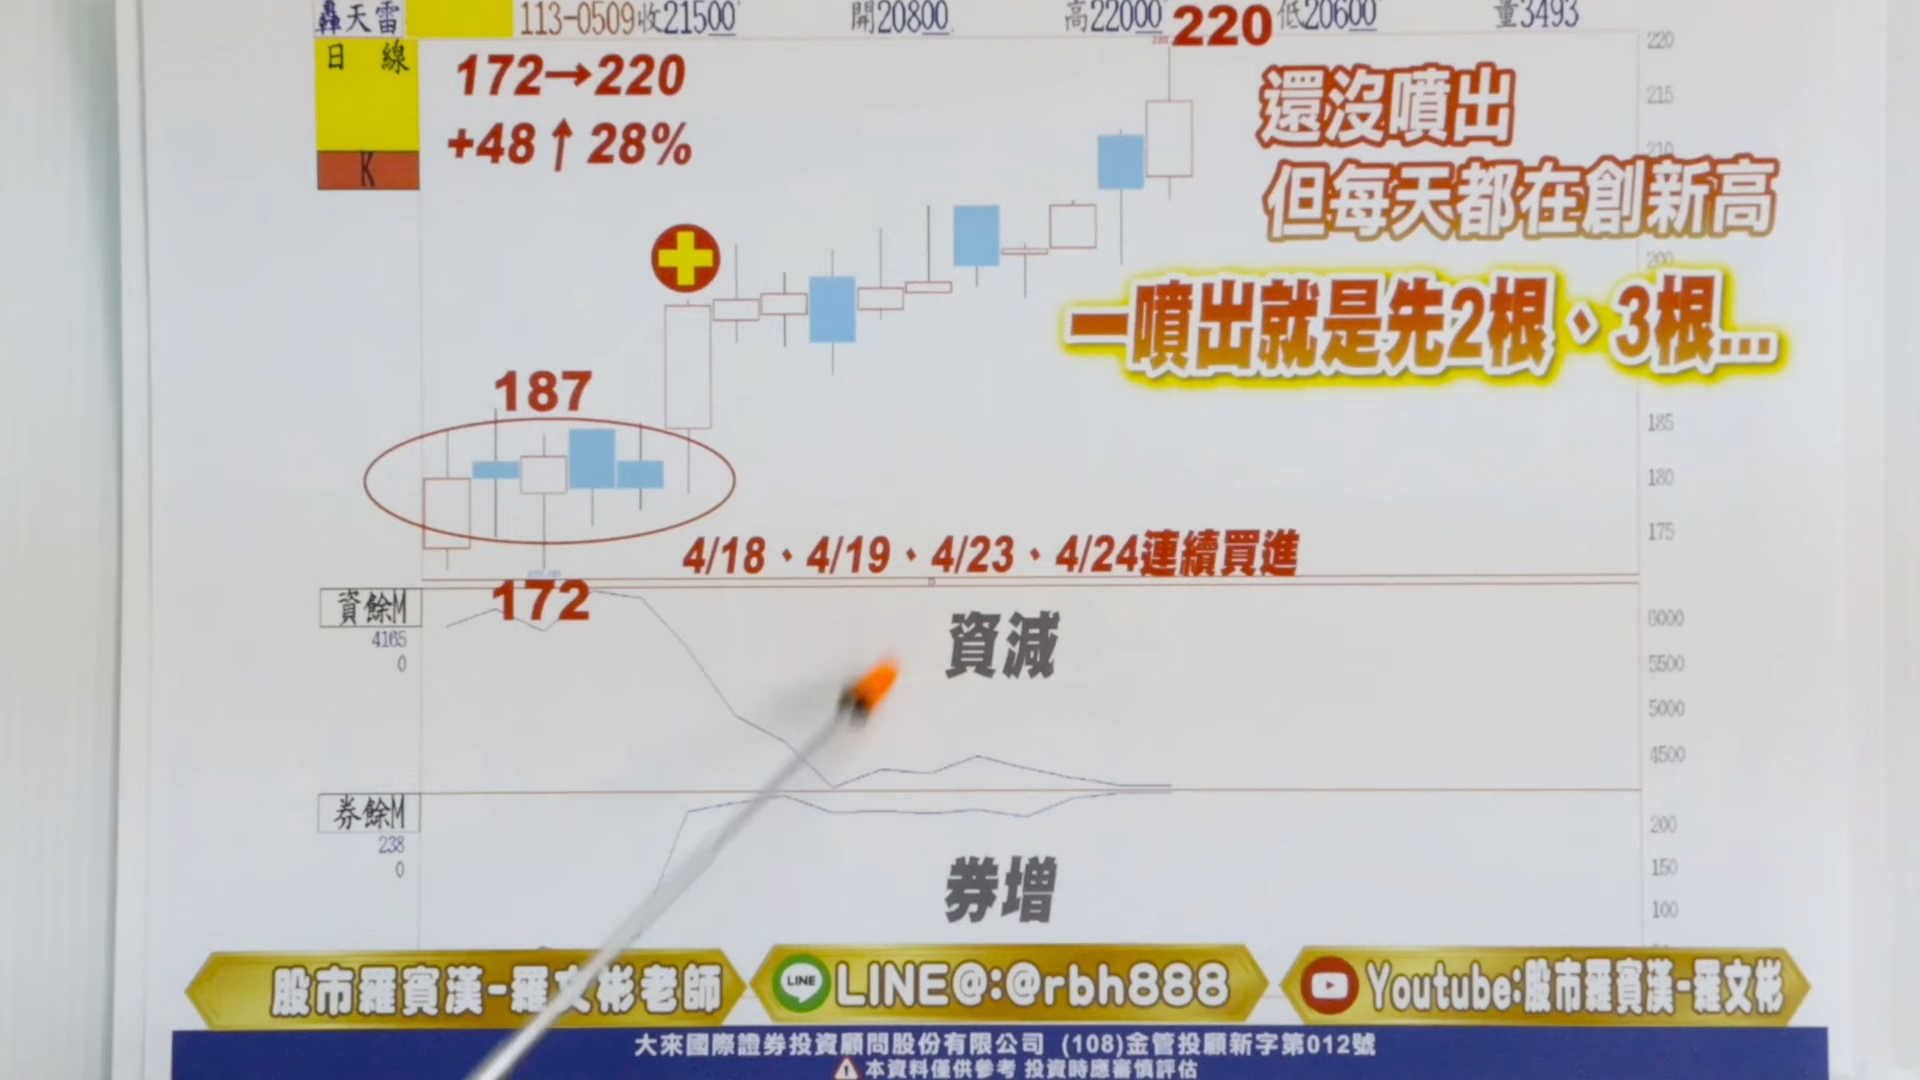 轟天雷 113-0509收21500 開20800 高22000 低20600 量3493
220
日 線
K
172→220
+48↑28%
還沒噴出
但每天都在創新高
一噴出就是先2根、3根...
220
215
210
200
185
180
175
187
4/18、4/19、4/23、4/24連續買進
172
資餘M
4165
0
資減
6000
5500
5000
4500
券餘M
238
0
券增
200
150
100
股市羅賓漢-羅文彬老師
LINE
LINE@:@rbh888
Youtube:股市羅賓漢-羅文彬
大來國際證券投資顧問股份有限公司 (108)金管投顧新字第012號
本資料僅供參考 投資時應審慎評估